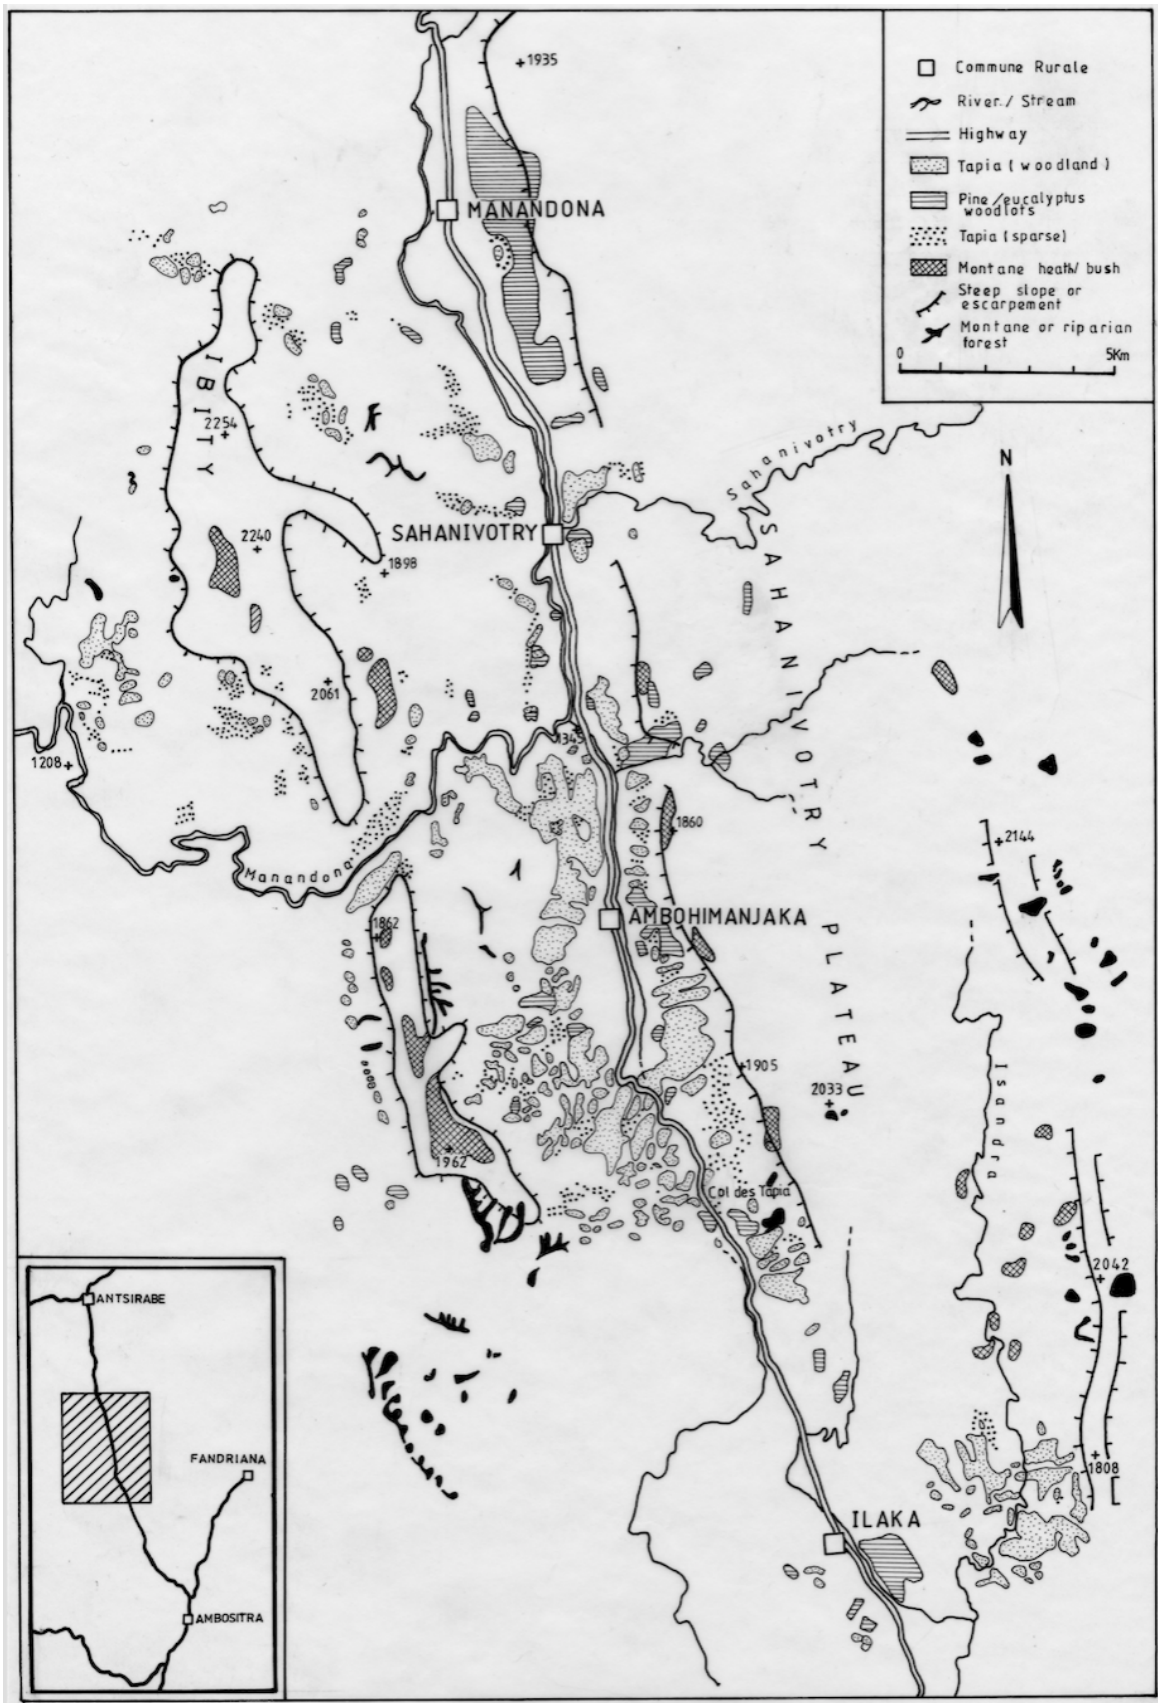 1935
Commune Rurale
River./ Stream
Highway
Tapia ( woodland )
Pine/eucalyptus
woodlots
Tapia ( sparse)
Montane heath/ bush
Steep slope or
escarpement
Montane or riparian
forest
0 5Km
MANANDONA
IBITY
2254
Sahanivotry
N
SAHANIVOTRY
G
2240
1898
SAHANIVOTRY PLATEAU
2061
1345
1208
1860
2144
Manandona
AMBOHIMANJAKA
1862
1905
2033
Isandra
1962
Col des Tapia
2042
ANTSIRABE
FANDRIANA
AMBOSITRA
1808
ILAKA